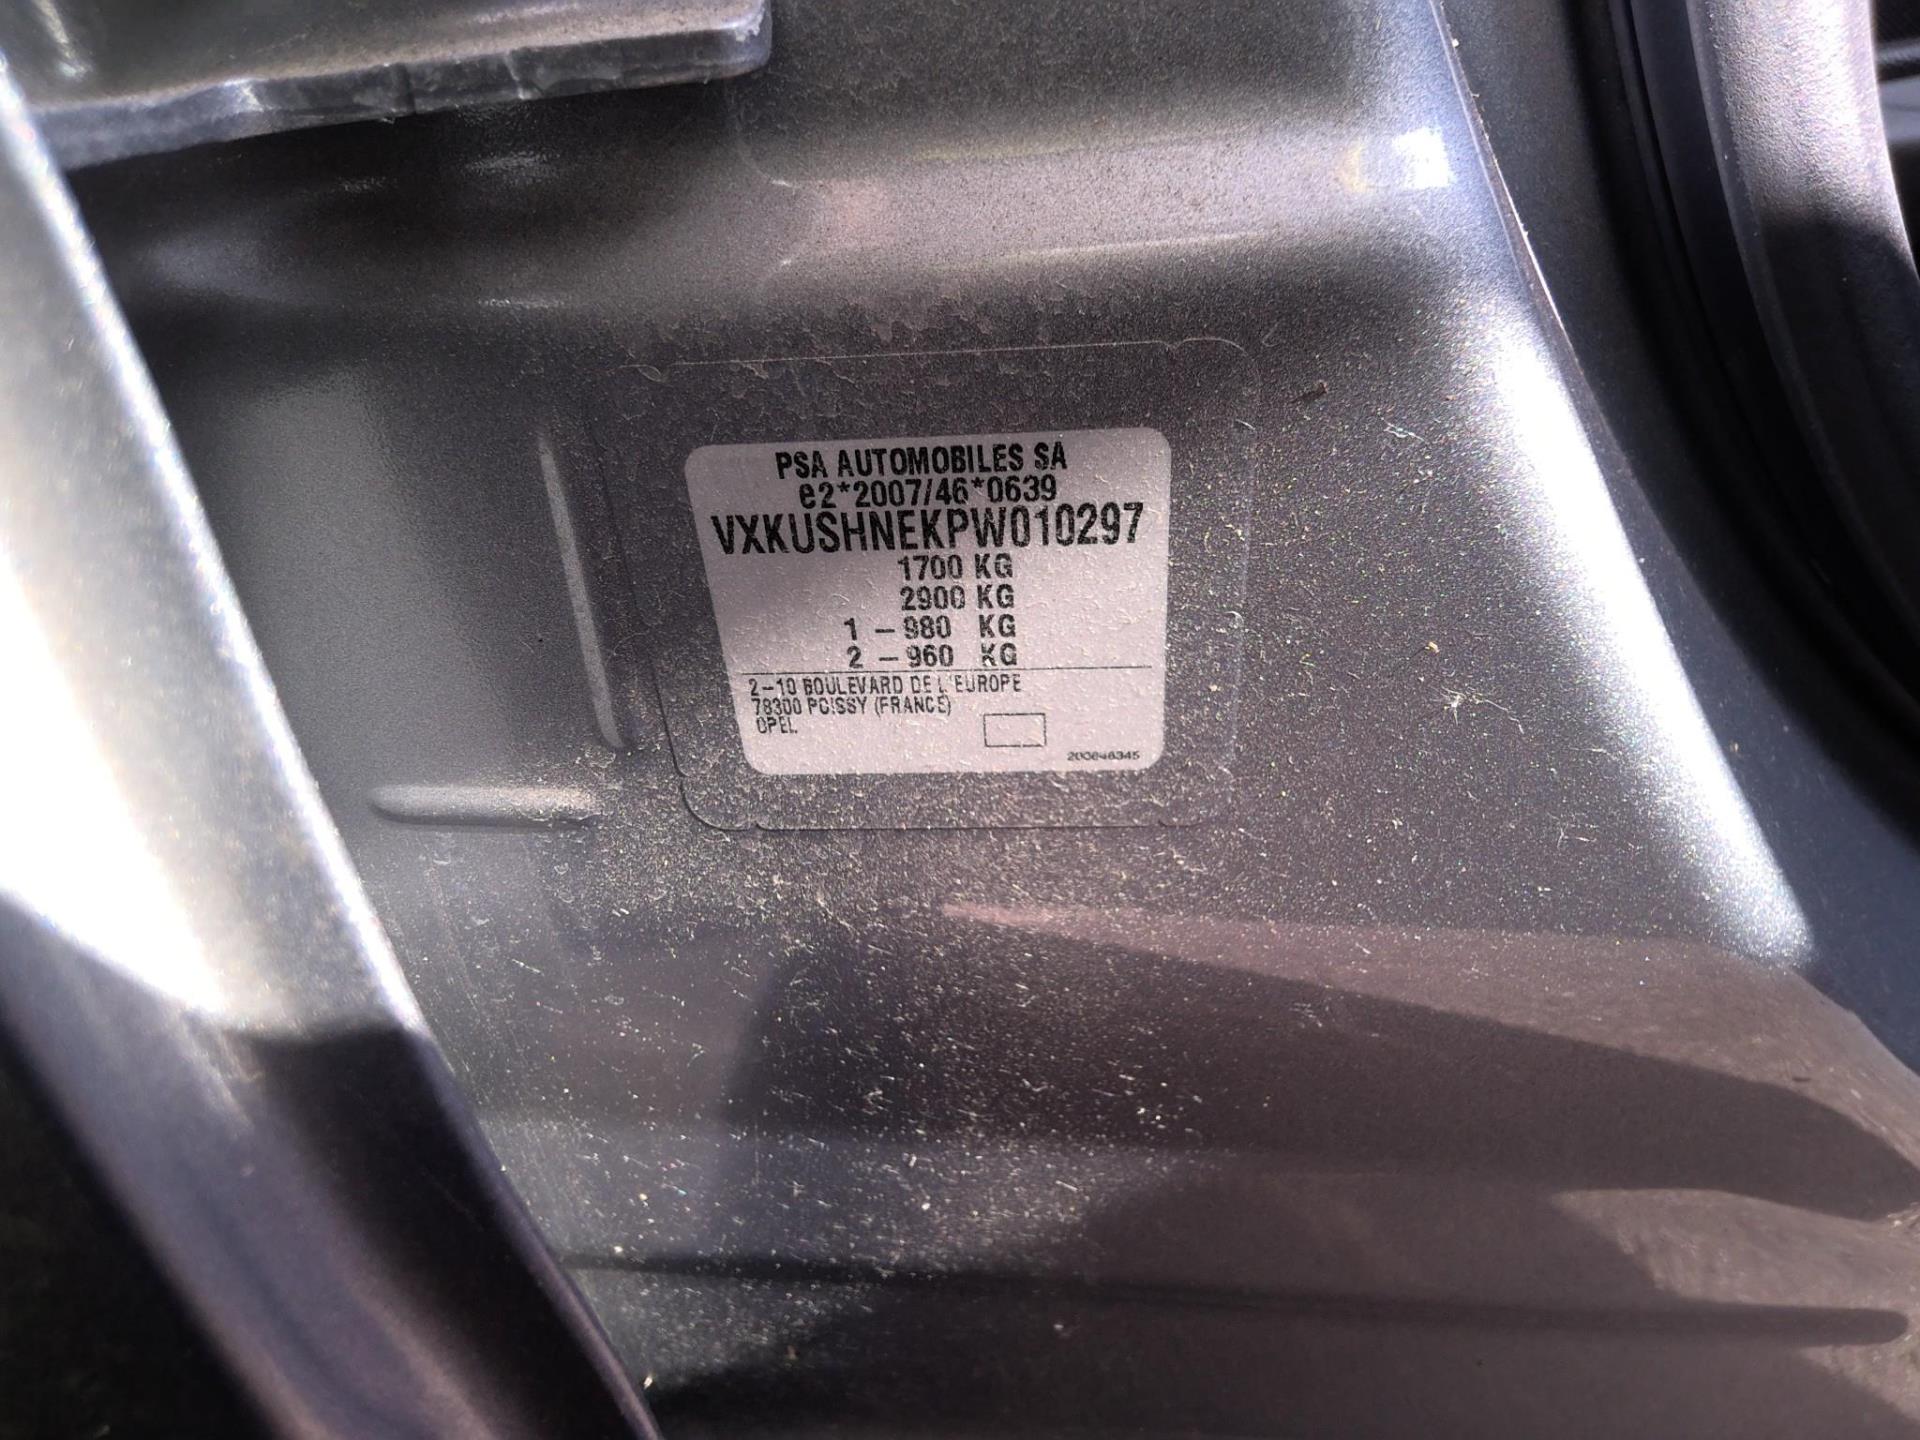 PSA AUTOMOBILES SA
e2*2007/46*0639
VXKUSHNEKPW010297
1700 KG
2900 KG
1 – 980 KG
2 – 960 KG
2–10 BOULEVARD DE L'EUROPE
78300 POISSY (FRANCE)
OPEL